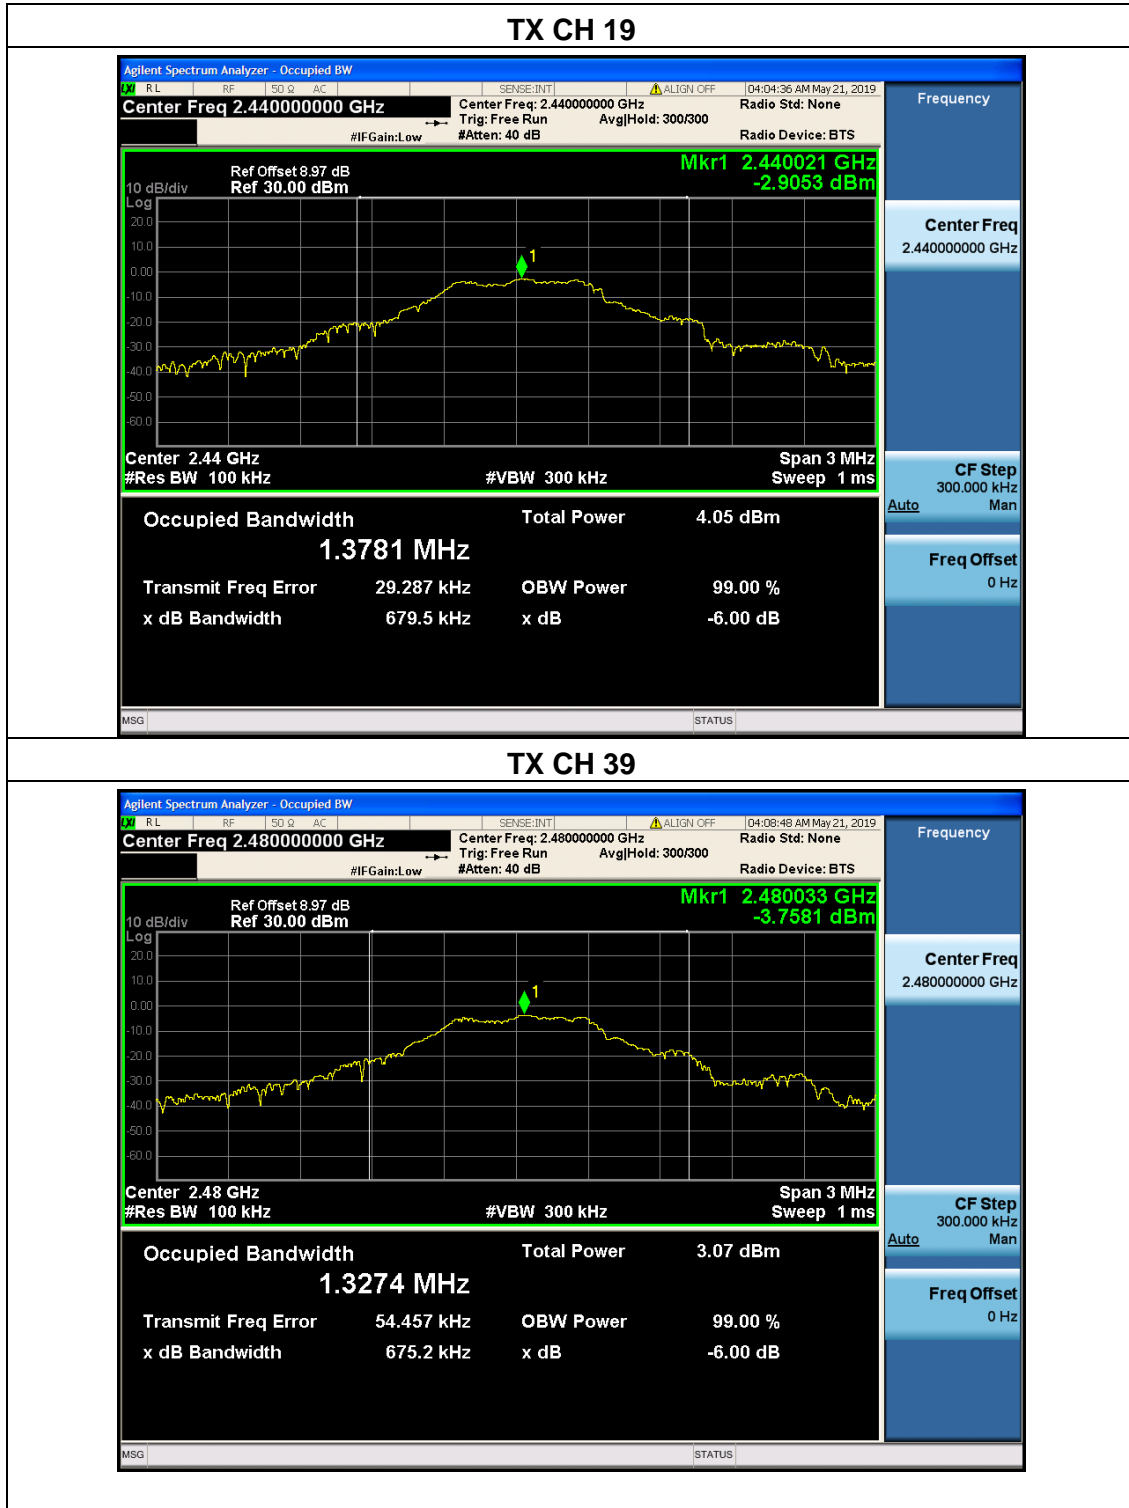 TX CH 19
Agilent Spectrum Analyzer - Occupied BW
LXI RL RF 50 Ω AC SENSE:INT ALIGN OFF 04:04:36 AM May 21, 2019
Center Freq 2.440000000 GHz
Center Freq: 2.440000000 GHz Radio Std: None
Trig: Free Run Avg|Hold: 300/300
#IFGain:Low #Atten: 40 dB Radio Device: BTS
Frequency
Mkr1 2.440021 GHz
-2.9053 dBm
Ref Offset 8.97 dB
10 dB/div Ref 30.00 dBm
Log
20.0
10.0
0.00
-10.0
-20.0
-30.0
-40.0
-50.0
-60.0
1
Center 2.44 GHz Span 3 MHz
#Res BW 100 kHz #VBW 300 kHz Sweep 1 ms
Center Freq
2.440000000 GHz
CF Step
300.000 kHz
Auto Man
Freq Offset
0 Hz
Occupied Bandwidth Total Power 4.05 dBm
1.3781 MHz
Transmit Freq Error 29.287 kHz OBW Power 99.00 %
x dB Bandwidth 679.5 kHz x dB -6.00 dB
MSG STATUS
TX CH 39
Agilent Spectrum Analyzer - Occupied BW
LXI RL RF 50 Ω AC SENSE:INT ALIGN OFF 04:08:48 AM May 21, 2019
Center Freq 2.480000000 GHz
Center Freq: 2.480000000 GHz Radio Std: None
Trig: Free Run Avg|Hold: 300/300
#IFGain:Low #Atten: 40 dB Radio Device: BTS
Frequency
Mkr1 2.480033 GHz
-3.7581 dBm
Ref Offset 8.97 dB
10 dB/div Ref 30.00 dBm
Log
20.0
10.0
0.00
-10.0
-20.0
-30.0
-40.0
-50.0
-60.0
1
Center 2.48 GHz Span 3 MHz
#Res BW 100 kHz #VBW 300 kHz Sweep 1 ms
Center Freq
2.480000000 GHz
CF Step
300.000 kHz
Auto Man
Freq Offset
0 Hz
Occupied Bandwidth Total Power 3.07 dBm
1.3274 MHz
Transmit Freq Error 54.457 kHz OBW Power 99.00 %
x dB Bandwidth 675.2 kHz x dB -6.00 dB
MSG STATUS